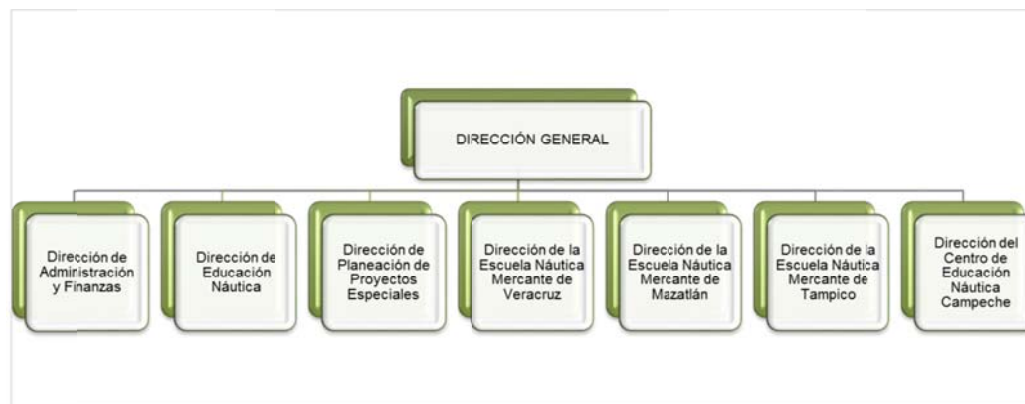 DIRECCIÓN GENERAL
Dirección de
Administración
y Finanzas
Dirección de
Educación
Náutica
Dirección de
Planeación de
Proyectos
Especiales
Dirección de la
Escuela Náutica
Mercante de
Veracruz
Dirección de la
Escuela Náutica
Mercante de
Mazatlán
Dirección de la
Escuela Náutica
Mercante de
Tampico
Dirección del
Centro de
Educación
Náutica
Campeche